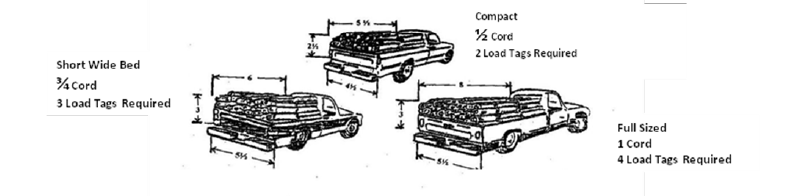 Compact
½ Cord
2 Load Tags Required
5 ½
2½
4½
Short Wide Bed
¾ Cord
3 Load Tags Required
6
3
5½
8
3
5½
Full Sized
1 Cord
4 Load Tags Required